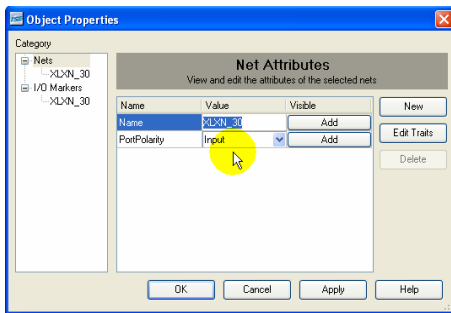 Object Properties
Category
Nets
XLXN_30
I/O Markers
XLXN_30
Net Attributes
View and edit the attributes of the selected nets
Name Value Visible
Name XLXN_30 Add
PortPolarity Input Add
New
Edit Traits
Delete
OK Cancel Apply Help